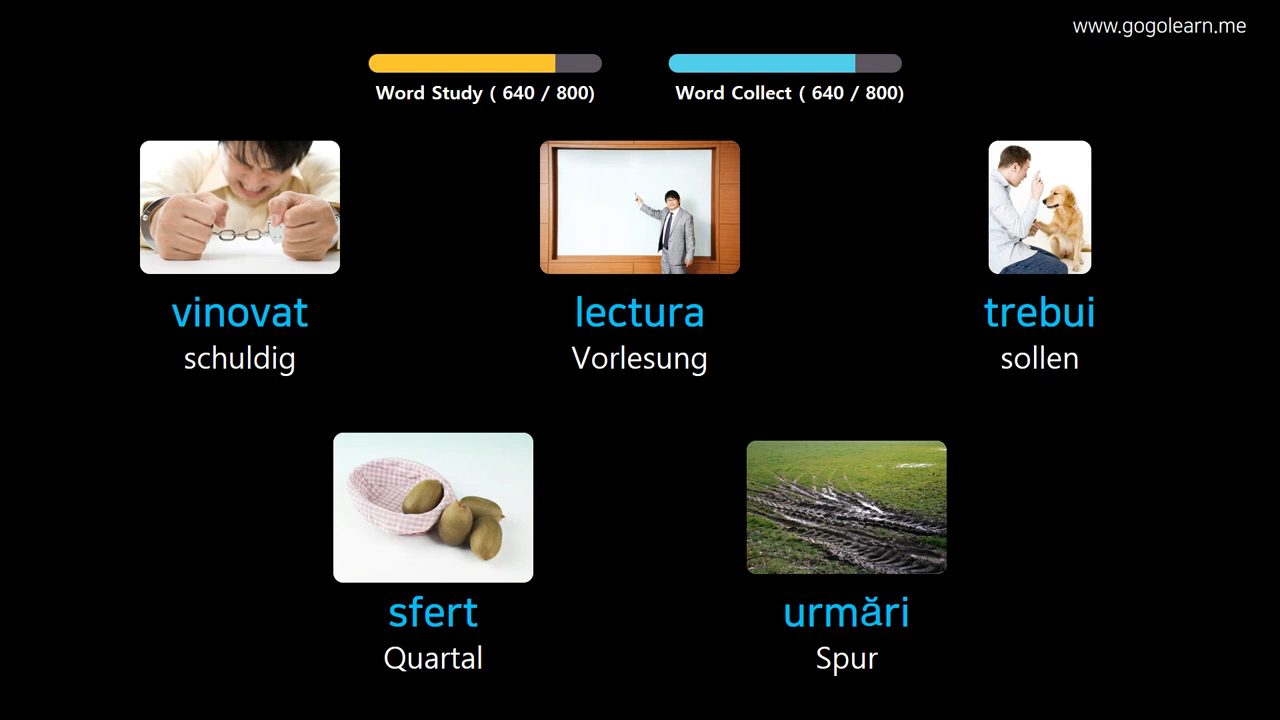 www.gogolearn.me
Word Study ( 640 / 800)
Word Collect ( 640 / 800)
vinovat
schuldig
lectura
Vorlesung
trebui
sollen
sfert
Quartal
urmări
Spur